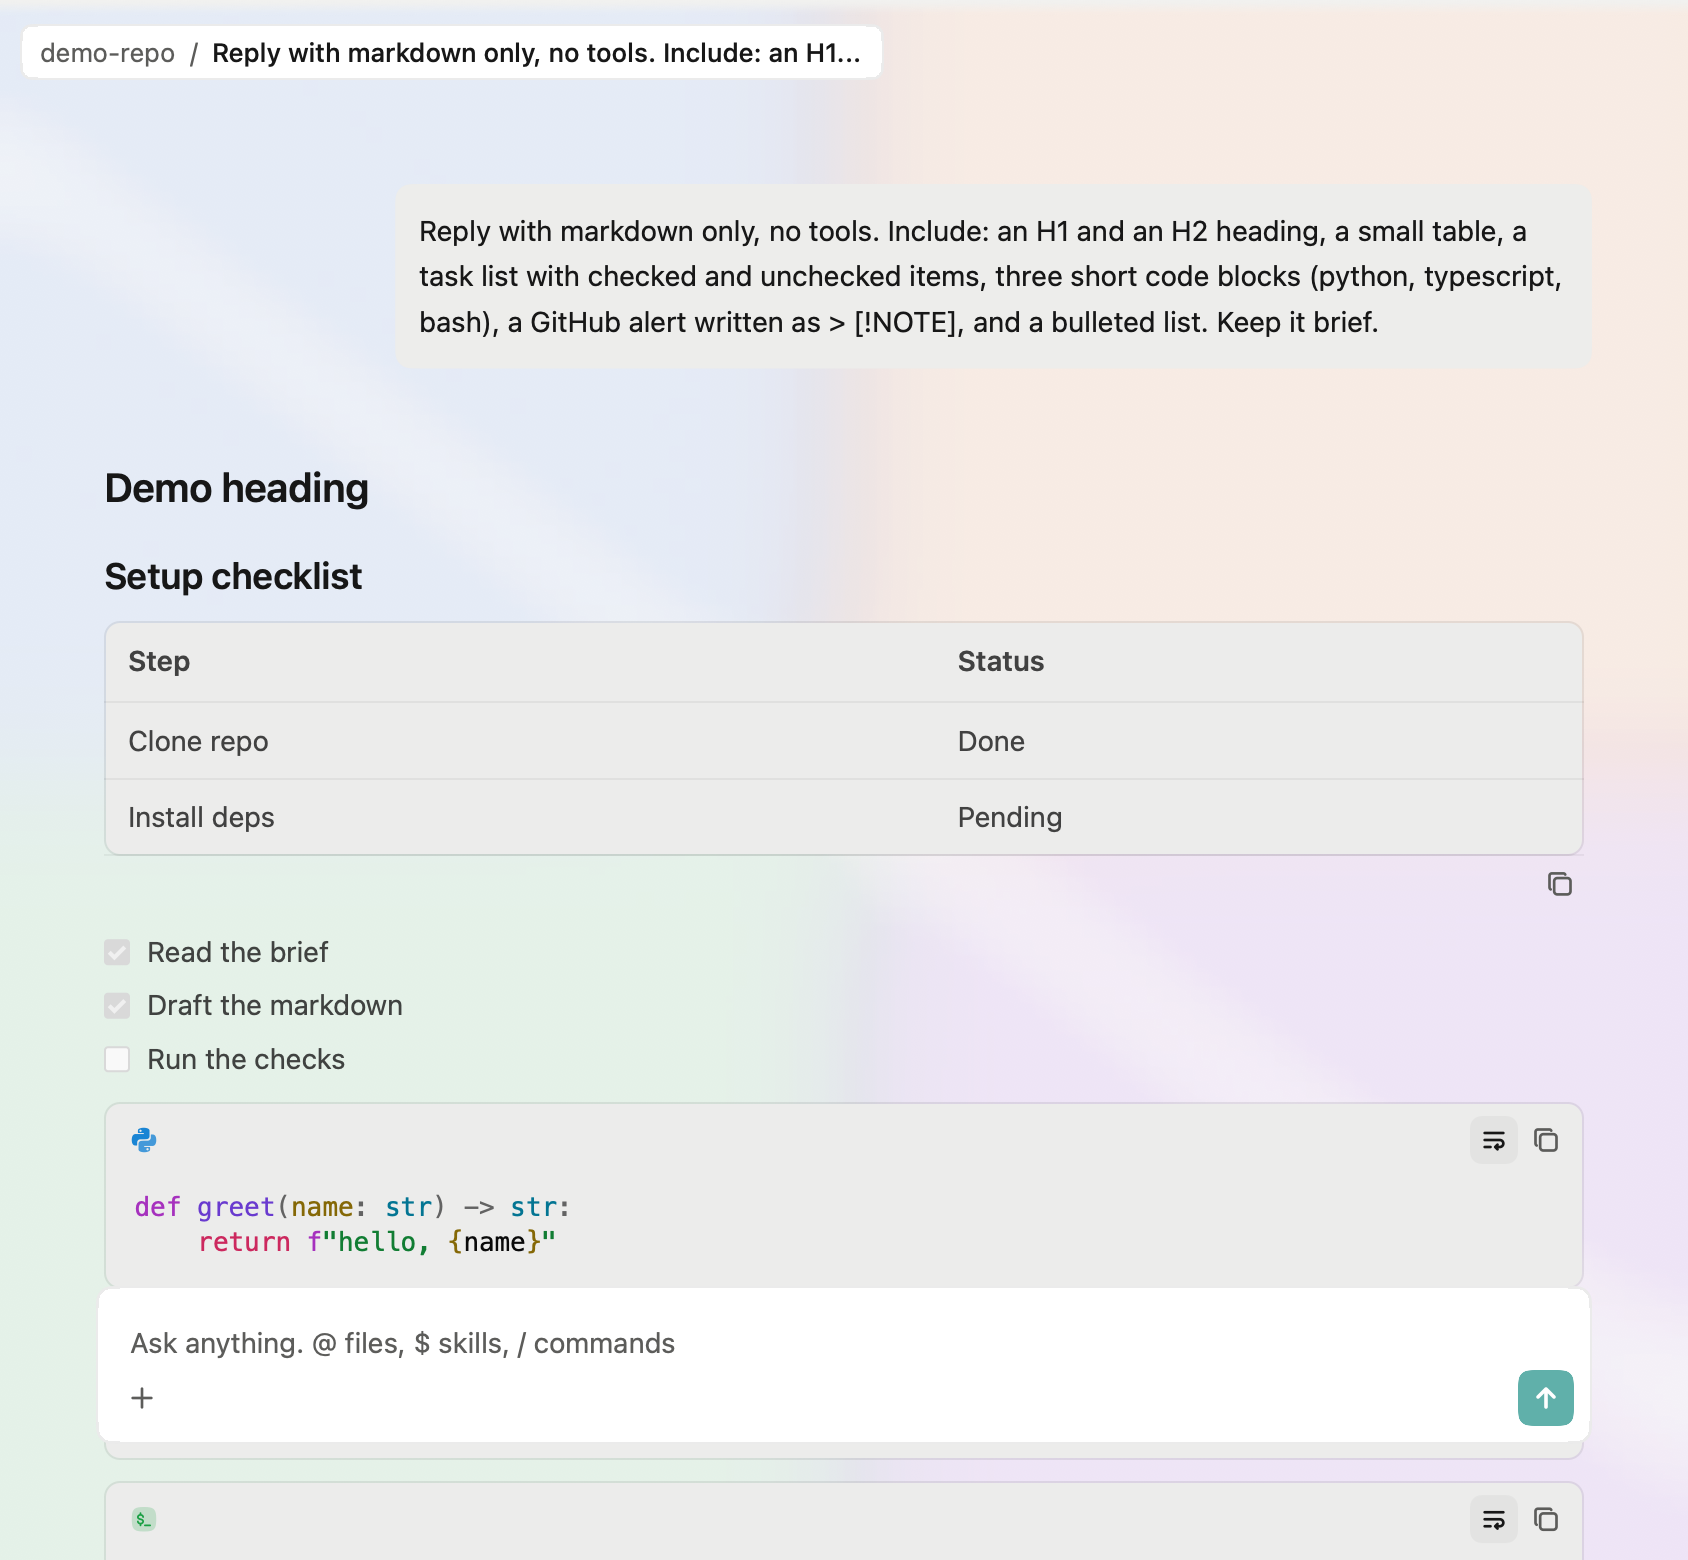 demo-repo / Reply with markdown only, no tools. Include: an H1...
Reply with markdown only, no tools. Include: an H1 and an H2 heading, a small table, a
task list with checked and unchecked items, three short code blocks (python, typescript,
bash), a GitHub alert written as > [!NOTE], and a bulleted list. Keep it brief.
Demo heading
Setup checklist
Step Status
Clone repo Done
Install deps Pending
Read the brief
Draft the markdown
Run the checks
def greet(name: str) -> str:
    return f"hello, {name}"
Ask anything. @ files, $ skills, / commands
$_